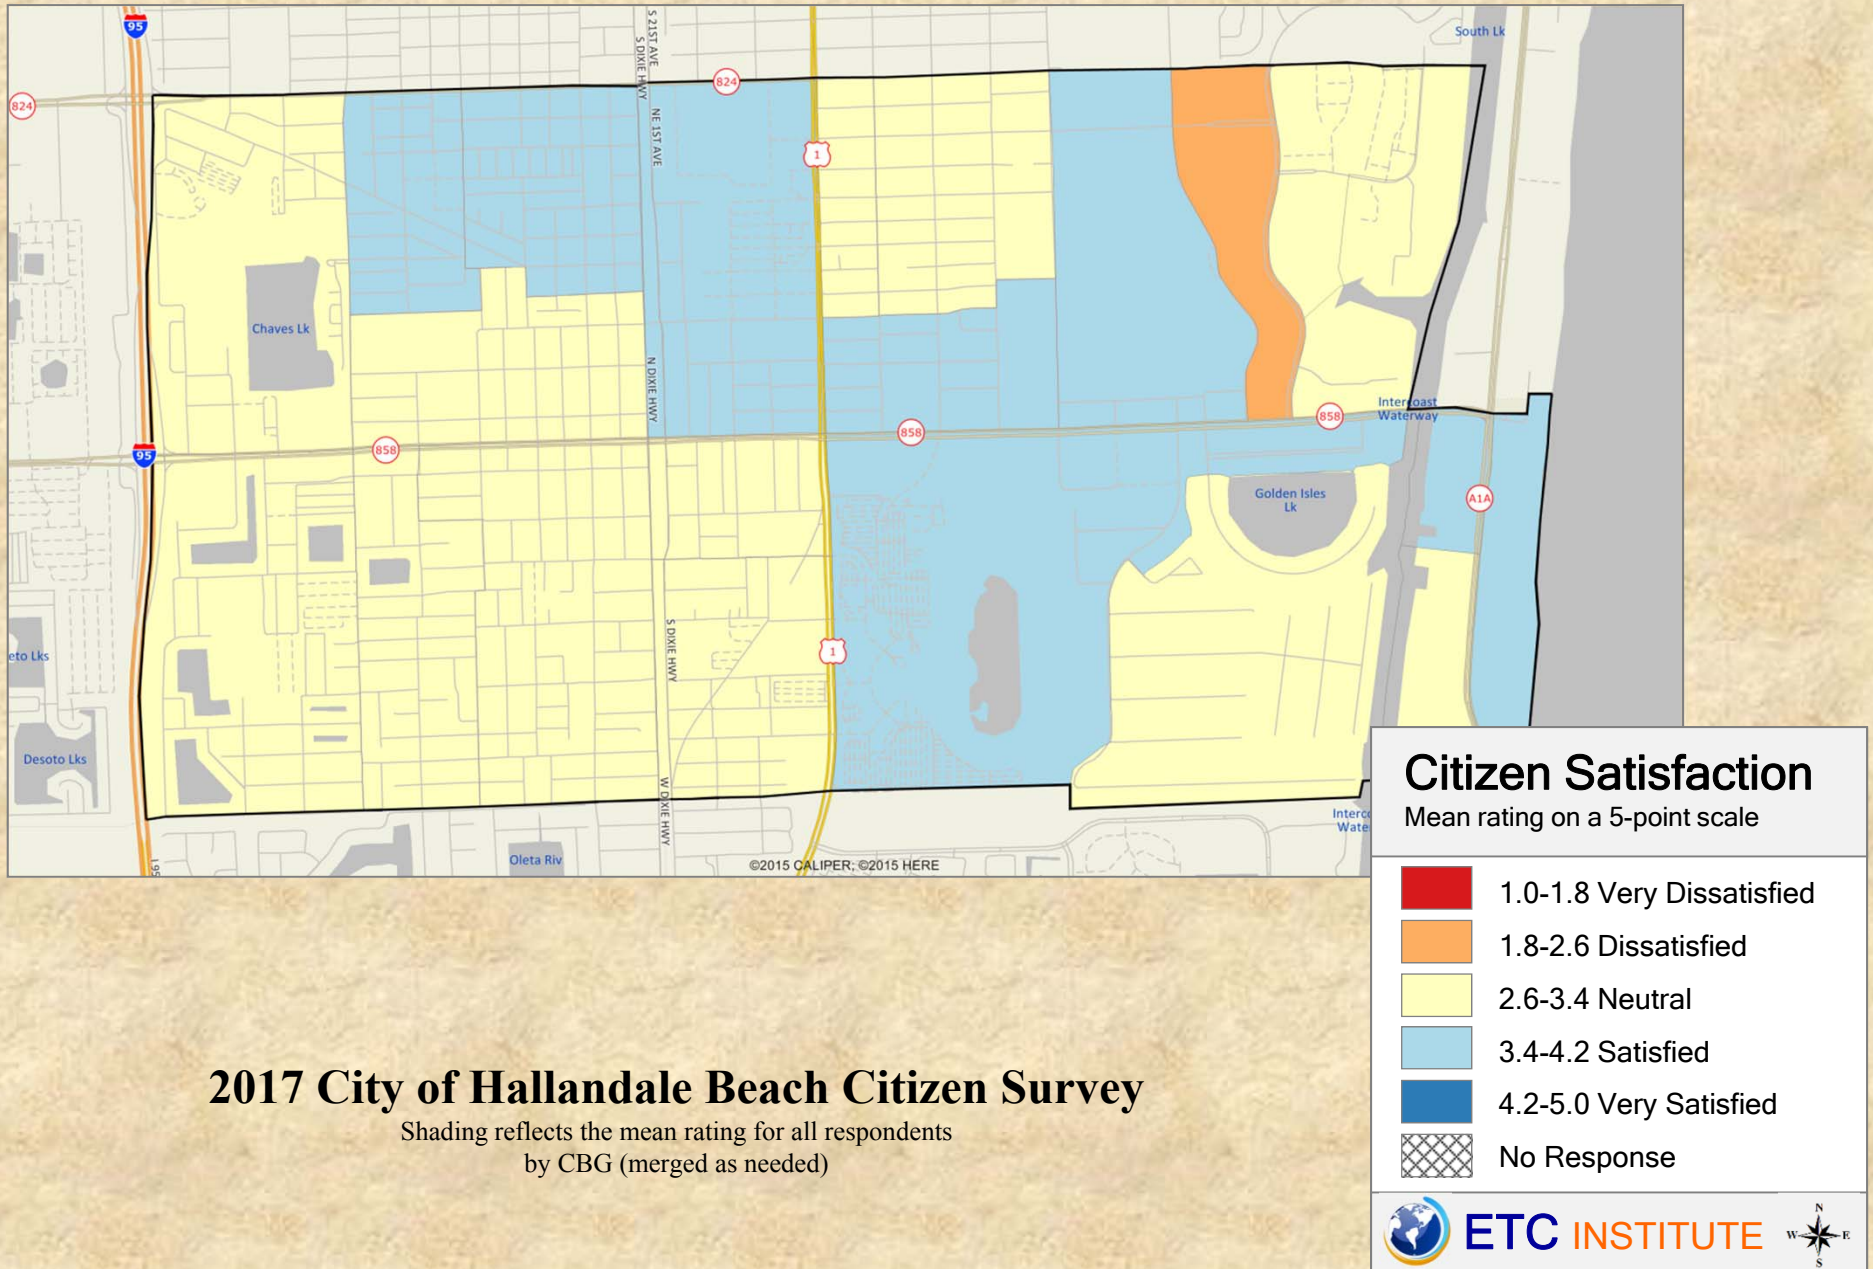 95
S 21ST AVE
S DIXIE HWY
South Lk
824
824
NE 1ST AVE
1
Chaves Lk
N DIXIE HWY
Intercoast
Waterway
858
858
858
95
Golden Isles
Lk
A1A
S DIXIE HWY
1
eto Lks
Desoto Lks
W DIXIE HWY
Interco
Wate
Oleta Riv
I 95
©2015 CALIPER; ©2015 HERE
Citizen Satisfaction
Mean rating on a 5-point scale
1.0-1.8 Very Dissatisfied
1.8-2.6 Dissatisfied
2.6-3.4 Neutral
3.4-4.2 Satisfied
4.2-5.0 Very Satisfied
No Response
2017 City of Hallandale Beach Citizen Survey
Shading reflects the mean rating for all respondents
by CBG (merged as needed)
ETC INSTITUTE
N
W E
S